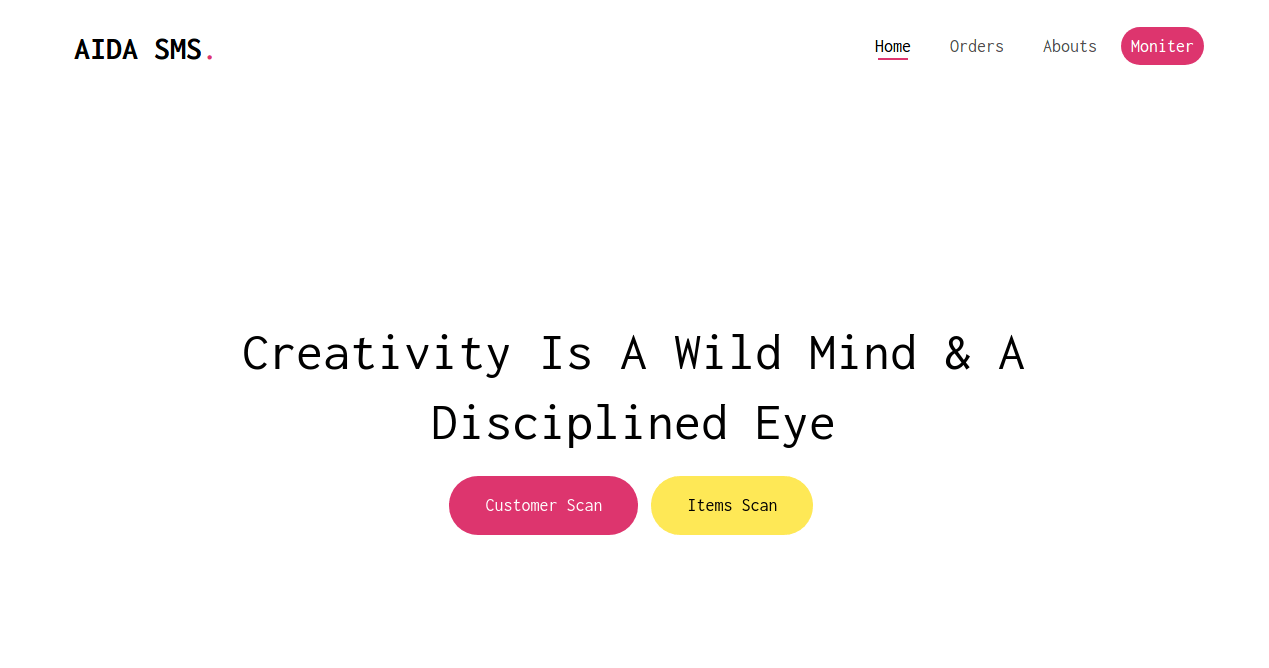 AIDA SMS.
Home Orders Abouts Moniter
Creativity Is A Wild Mind & A
Disciplined Eye
Customer Scan Items Scan